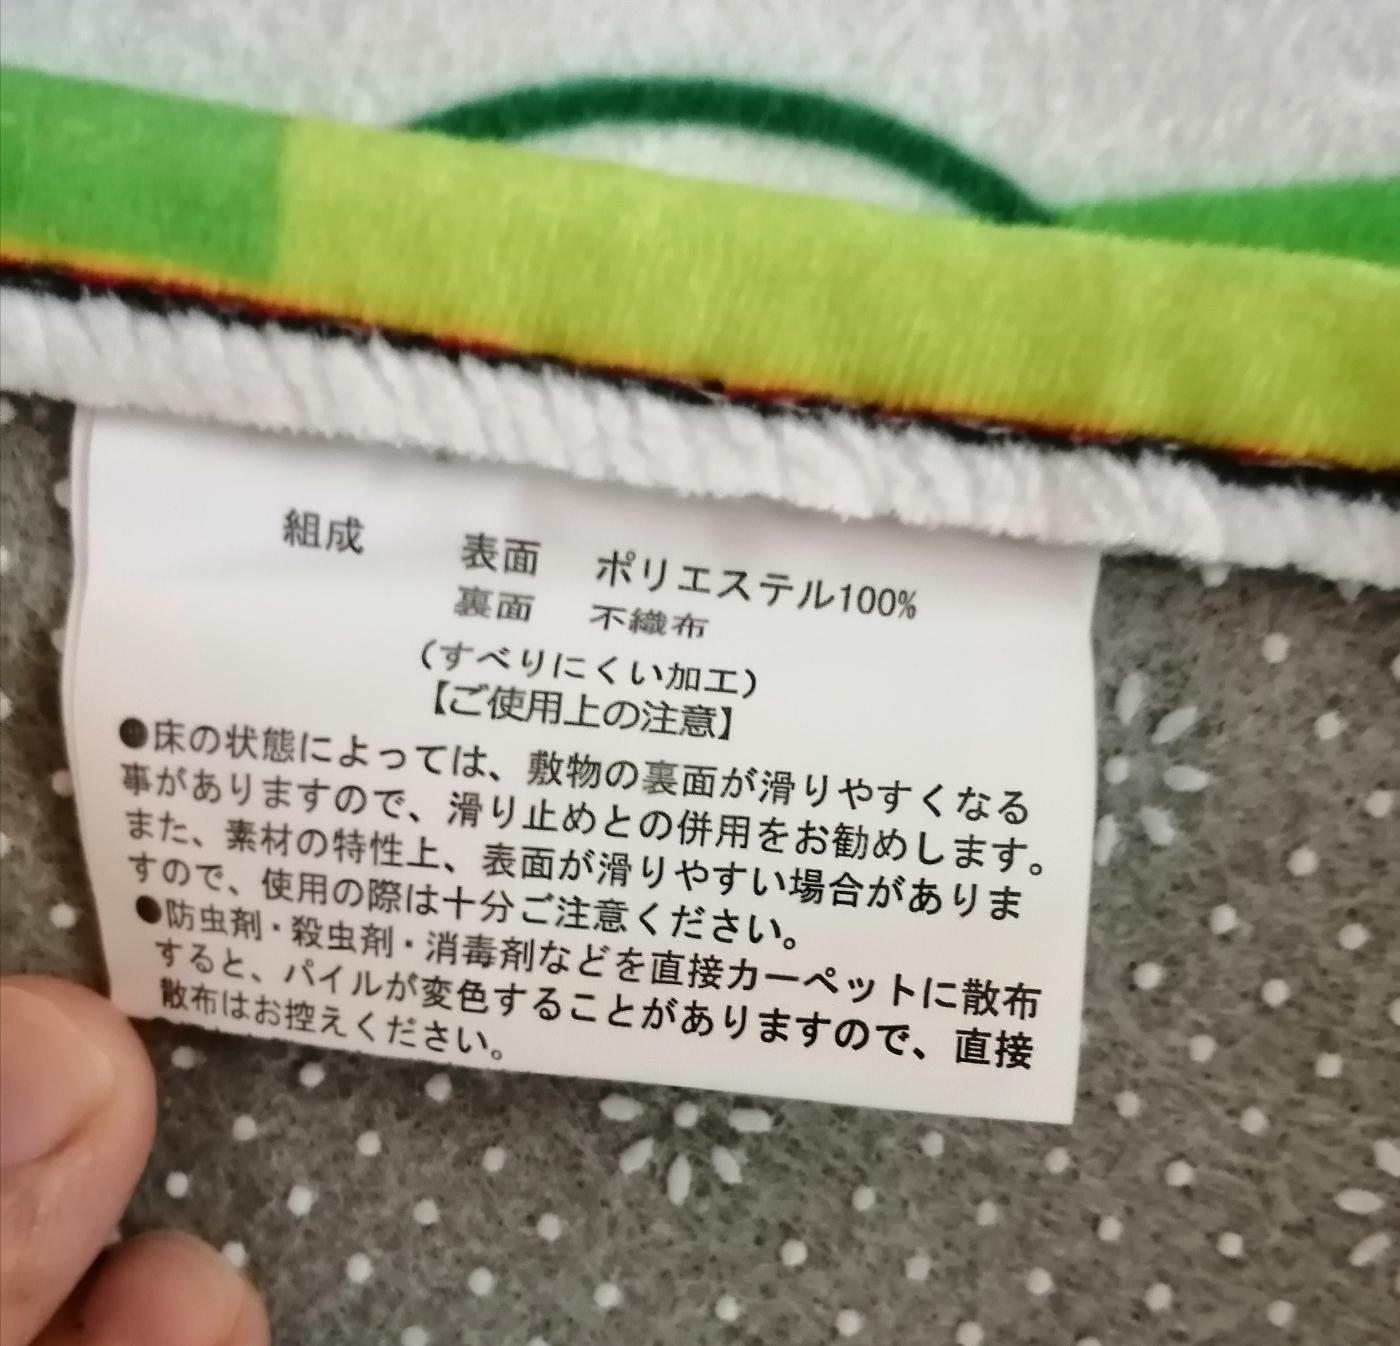 組成 表面 ポリエステル100%
裏面 不織布
(すべりにくい加工)
【ご使用上の注意】
●床の状態によっては、敷物の裏面が滑りやすくなる
事がありますので、滑り止めとの併用をお勧めします。
また、素材の特性上、表面が滑りやすい場合がありま
すので、使用の際は十分ご注意ください。
●防虫剤・殺虫剤・消毒剤などを直接カーペットに散布
すると、パイルが変色することがありますので、直接
散布はお控えください。